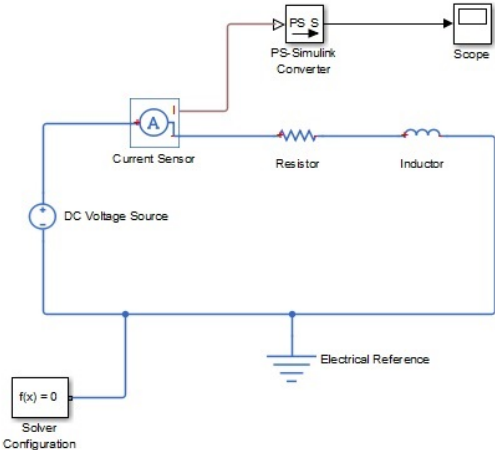 PS S
PS-Simulink
Converter
Scope
I
A
Current Sensor
Resistor
Inductor
DC Voltage Source
Electrical Reference
f(x) = 0
Solver
Configuration